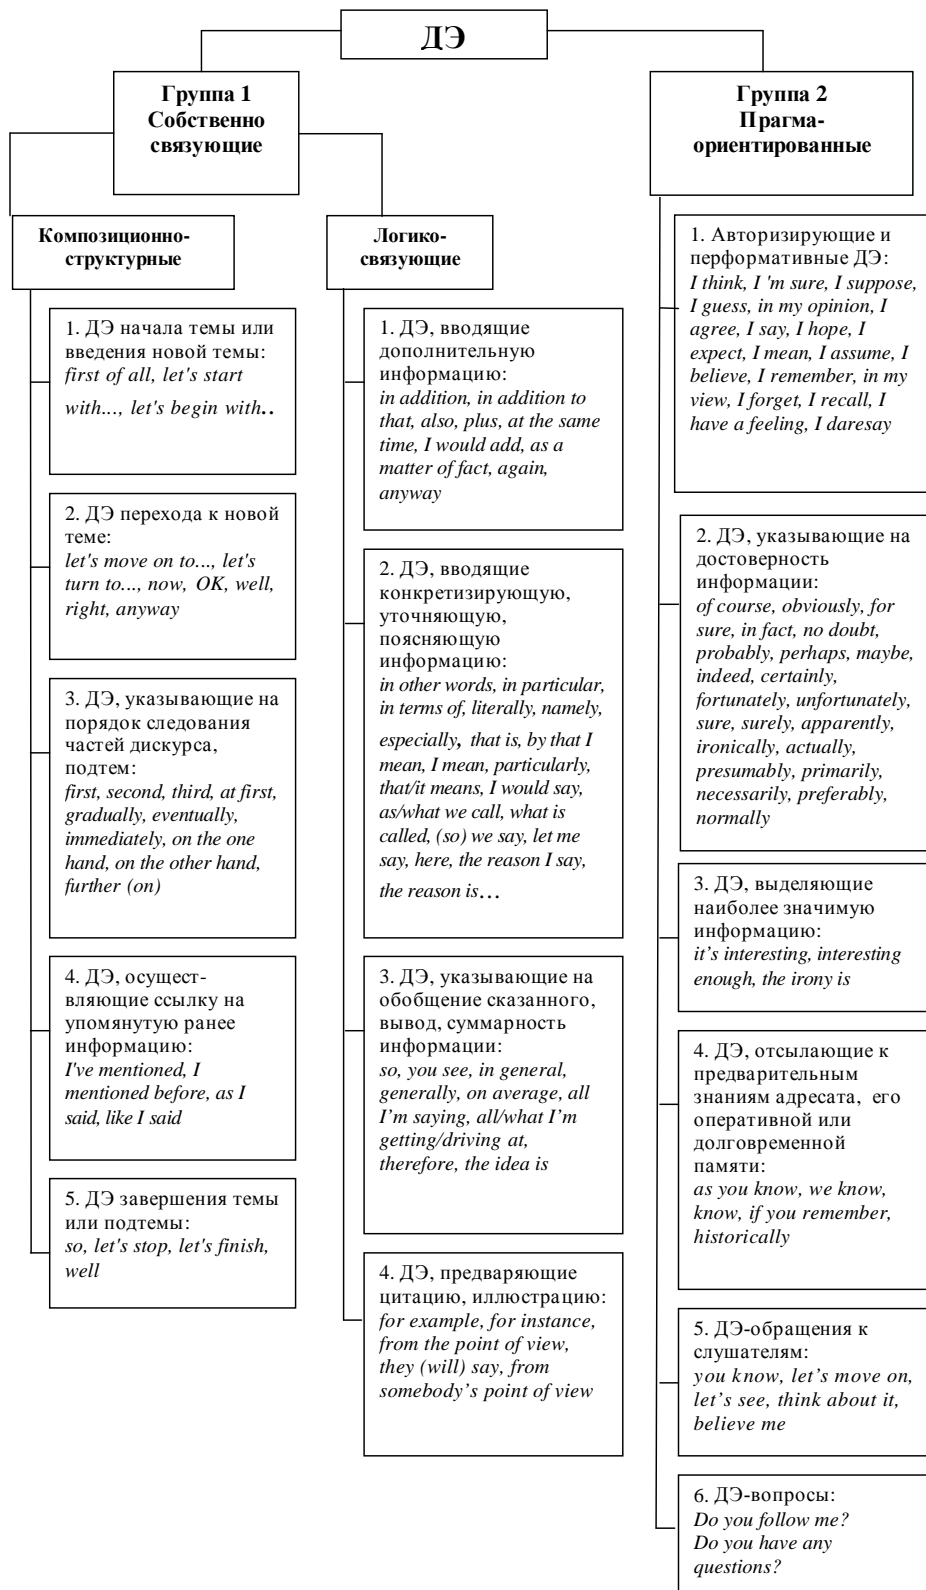 ДЭ
Группа 1
Собственно
связующие
Композиционно-
структурные
1. ДЭ начала темы или
введения новой темы:
first of all, let's start
with..., let's begin with..
2. ДЭ перехода к новой
теме:
let's move on to..., let's
turn to..., now, OK, well,
right, anyway
3. ДЭ, указывающие на
порядок следования
частей дискурса,
подтем:
first, second, third, at first,
gradually, eventually,
immediately, on the one
hand, on the other hand,
further (on)
4. ДЭ, осущест-
вляющие ссылку на
упомянутую ранее
информацию:
I've mentioned, I
mentioned before, as I
said, like I said
5. ДЭ завершения темы
или подтемы:
so, let's stop, let's finish,
well
Логико-
связующие
1. ДЭ, вводящие
дополнительную
информацию:
in addition, in addition to
that, also, plus, at the same
time, I would add, as a
matter of fact, again,
anyway
2. ДЭ, вводящие
конкретизирующую,
уточняющую,
поясняющую
информацию:
in other words, in particular,
in terms of, literally, namely,
especially, that is, by that I
mean, I mean, particularly,
that/it means, I would say,
as/what we call, what is
called, (so) we say, let me
say, here, the reason I say,
the reason is…
3. ДЭ, указывающие на
обобщение сказанного,
вывод, суммарность
информации:
so, you see, in general,
generally, on average, all
I’m saying, all/what I’m
getting/driving at,
therefore, the idea is
4. ДЭ, предваряющие
цитацию, иллюстрацию:
for example, for instance,
from the point of view,
they (will) say, from
somebody’s point of view
Группа 2
Прагма-
ориентированные
1. Авторизирующие и
перформативные ДЭ:
I think, I 'm sure, I suppose,
I guess, in my opinion, I
agree, I say, I hope, I
expect, I mean, I assume, I
believe, I remember, in my
view, I forget, I recall, I
have a feeling, I daresay
2. ДЭ, указывающие на
достоверность
информации:
of course, obviously, for
sure, in fact, no doubt,
probably, perhaps, maybe,
indeed, certainly,
fortunately, unfortunately,
sure, surely, apparently,
ironically, actually,
presumably, primarily,
necessarily, preferably,
normally
3. ДЭ, выделяющие
наиболее значимую
информацию:
it’s interesting, interesting
enough, the irony is
4. ДЭ, отсылающие к
предварительным
знаниям адресата, его
оперативной или
долговременной
памяти:
as you know, we know,
know, if you remember,
historically
5. ДЭ-обращения к
слушателям:
you know, let’s move on,
let’s see, think about it,
believe me
6. ДЭ-вопросы:
Do you follow me?
Do you have any
questions?